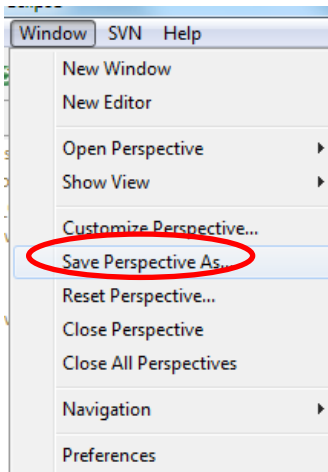 Window SVN Help
New Window
New Editor
Open Perspective
Show View
Customize Perspective...
Save Perspective As...
Reset Perspective...
Close Perspective
Close All Perspectives
Navigation
Preferences